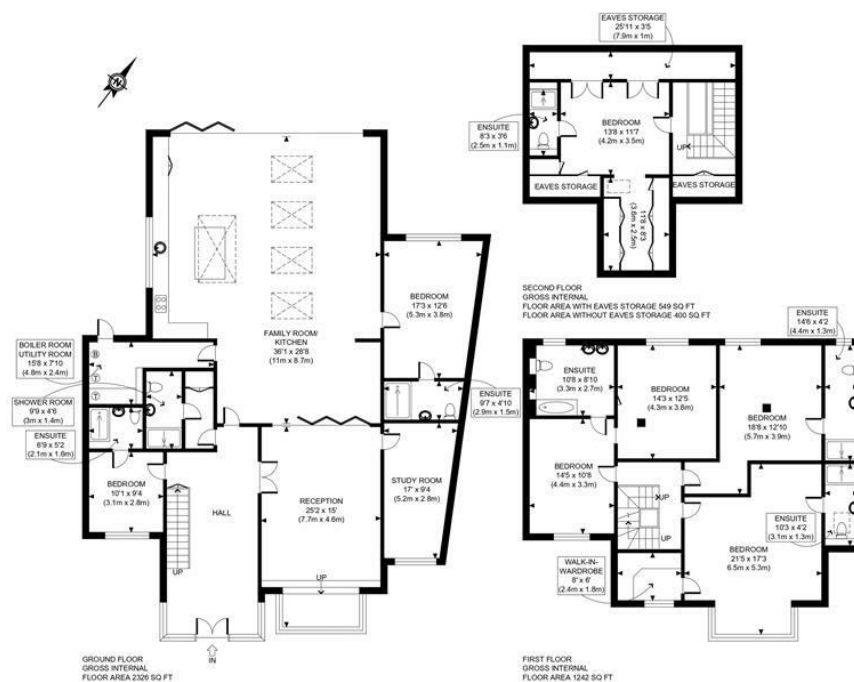 N
EAVES STORAGE
25'11 x 3'5
(7.9m x 1m)
ENSUITE
8'3 x 3'6
(2.5m x 1.1m)
BEDROOM
13'8 x 11'7
(4.2m x 3.5m)
UP
EAVES STORAGE
EAVES STORAGE
11'8 x 8'3
(3.6m x 2.5m)
SECOND FLOOR
GROSS INTERNAL
FLOOR AREA WITH EAVES STORAGE 549 SQ FT
FLOOR AREA WITHOUT EAVES STORAGE 400 SQ FT
BEDROOM
17'3 x 12'6
(5.3m x 3.8m)
FAMILY ROOM/
KITCHEN
36'1 x 28'8
(11m x 8.7m)
BOILER ROOM
UTILITY ROOM
15'8 x 7'10
(4.8m x 2.4m)
B
T
T
SHOWER ROOM
9'9 x 4'6
(3m x 1.4m)
ENSUITE
6'9 x 5'2
(2.1m x 1.6m)
ENSUITE
9'7 x 4'10
(2.9m x 1.5m)
BEDROOM
10'1 x 9'4
(3.1m x 2.8m)
HALL
UP
RECEPTION
25'2 x 15'
(7.7m x 4.6m)
UP
STUDY ROOM
17' x 9'4
(5.2m x 2.8m)
IN
GROUND FLOOR
GROSS INTERNAL
FLOOR AREA 2326 SQ FT
ENSUITE
14'6 x 4'2
(4.4m x 1.3m)
ENSUITE
10'8 x 8'10
(3.3m x 2.7m)
BEDROOM
14'3 x 12'5
(4.3m x 3.8m)
BEDROOM
18'8 x 12'10
(5.7m x 3.9m)
BEDROOM
14'5 x 10'8
(4.4m x 3.3m)
UP
UP
ENSUITE
10'3 x 4'2
(3.1m x 1.3m)
WALK-IN-
WARDROBE
8' x 6'
(2.4m x 1.8m)
BEDROOM
21'5 x 17'3
6.5m x 5.3m)
FIRST FLOOR
GROSS INTERNAL
FLOOR AREA 1242 SQ FT